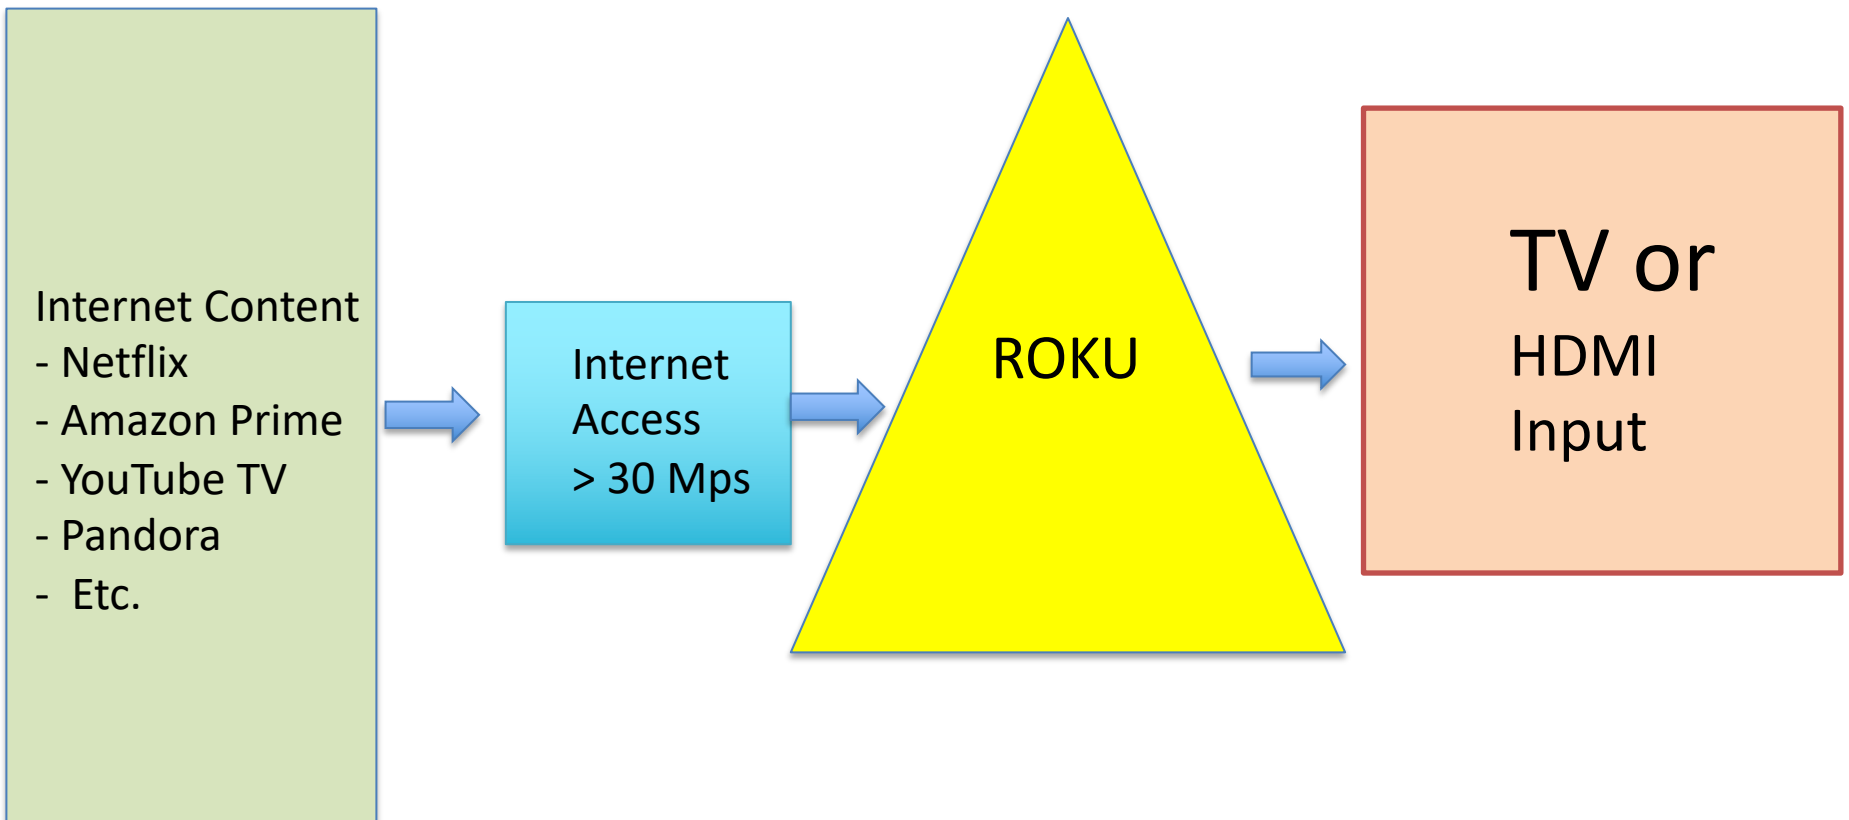 Internet Content
- Netflix
- Amazon Prime
- YouTube TV
- Pandora
- Etc.
Internet
Access
> 30 Mps
ROKU
TV or
HDMI
Input